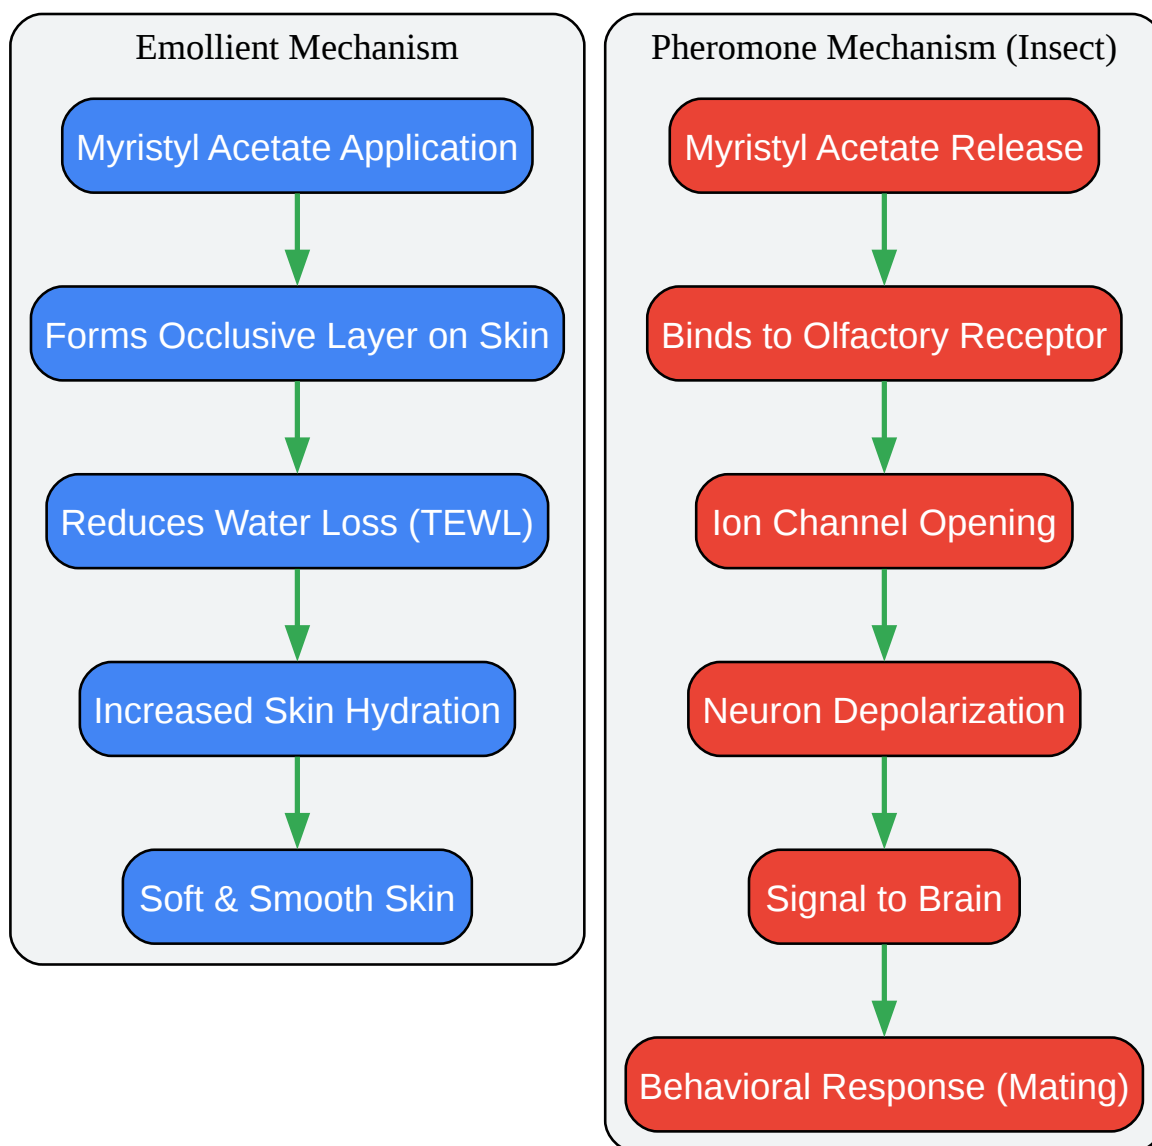 Emollient Mechanism
Myristyl Acetate Application
Forms Occlusive Layer on Skin
Reduces Water Loss (TEWL)
Increased Skin Hydration
Soft & Smooth Skin
Pheromone Mechanism (Insect)
Myristyl Acetate Release
Binds to Olfactory Receptor
Ion Channel Opening
Neuron Depolarization
Signal to Brain
Behavioral Response (Mating)